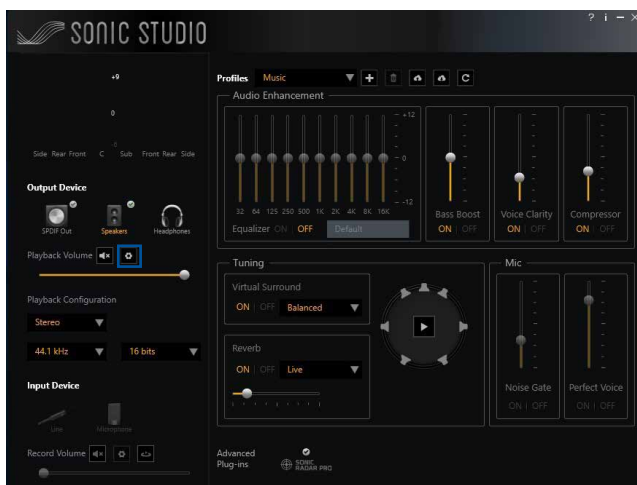 ? i
SONIC STUDIO
+9
0
Side Rear Front C Sub Front Rear Side
Output Device
SPDIF Out Speakers Headphones
Playback Volume
Playback Configuration
Stereo
44.1 kHz 16 bits
Input Device
Line Microphone
Record Volume
Profiles Music
Audio Enhancement
+12
0
-12
32 64 125 250 500 1K 2K 4K 8K 16K
Equalizer ON | OFF Default
Bass Boost
ON | OFF
Voice Clarity
ON | OFF
Compressor
ON | OFF
Tuning
Virtual Surround
ON | OFF Balanced
Reverb
ON | OFF Live
Mic
Noise Gate
ON | OFF
Perfect Voice
ON | OFF
Advanced
Plug-ins
SONIC
RADAR PRO